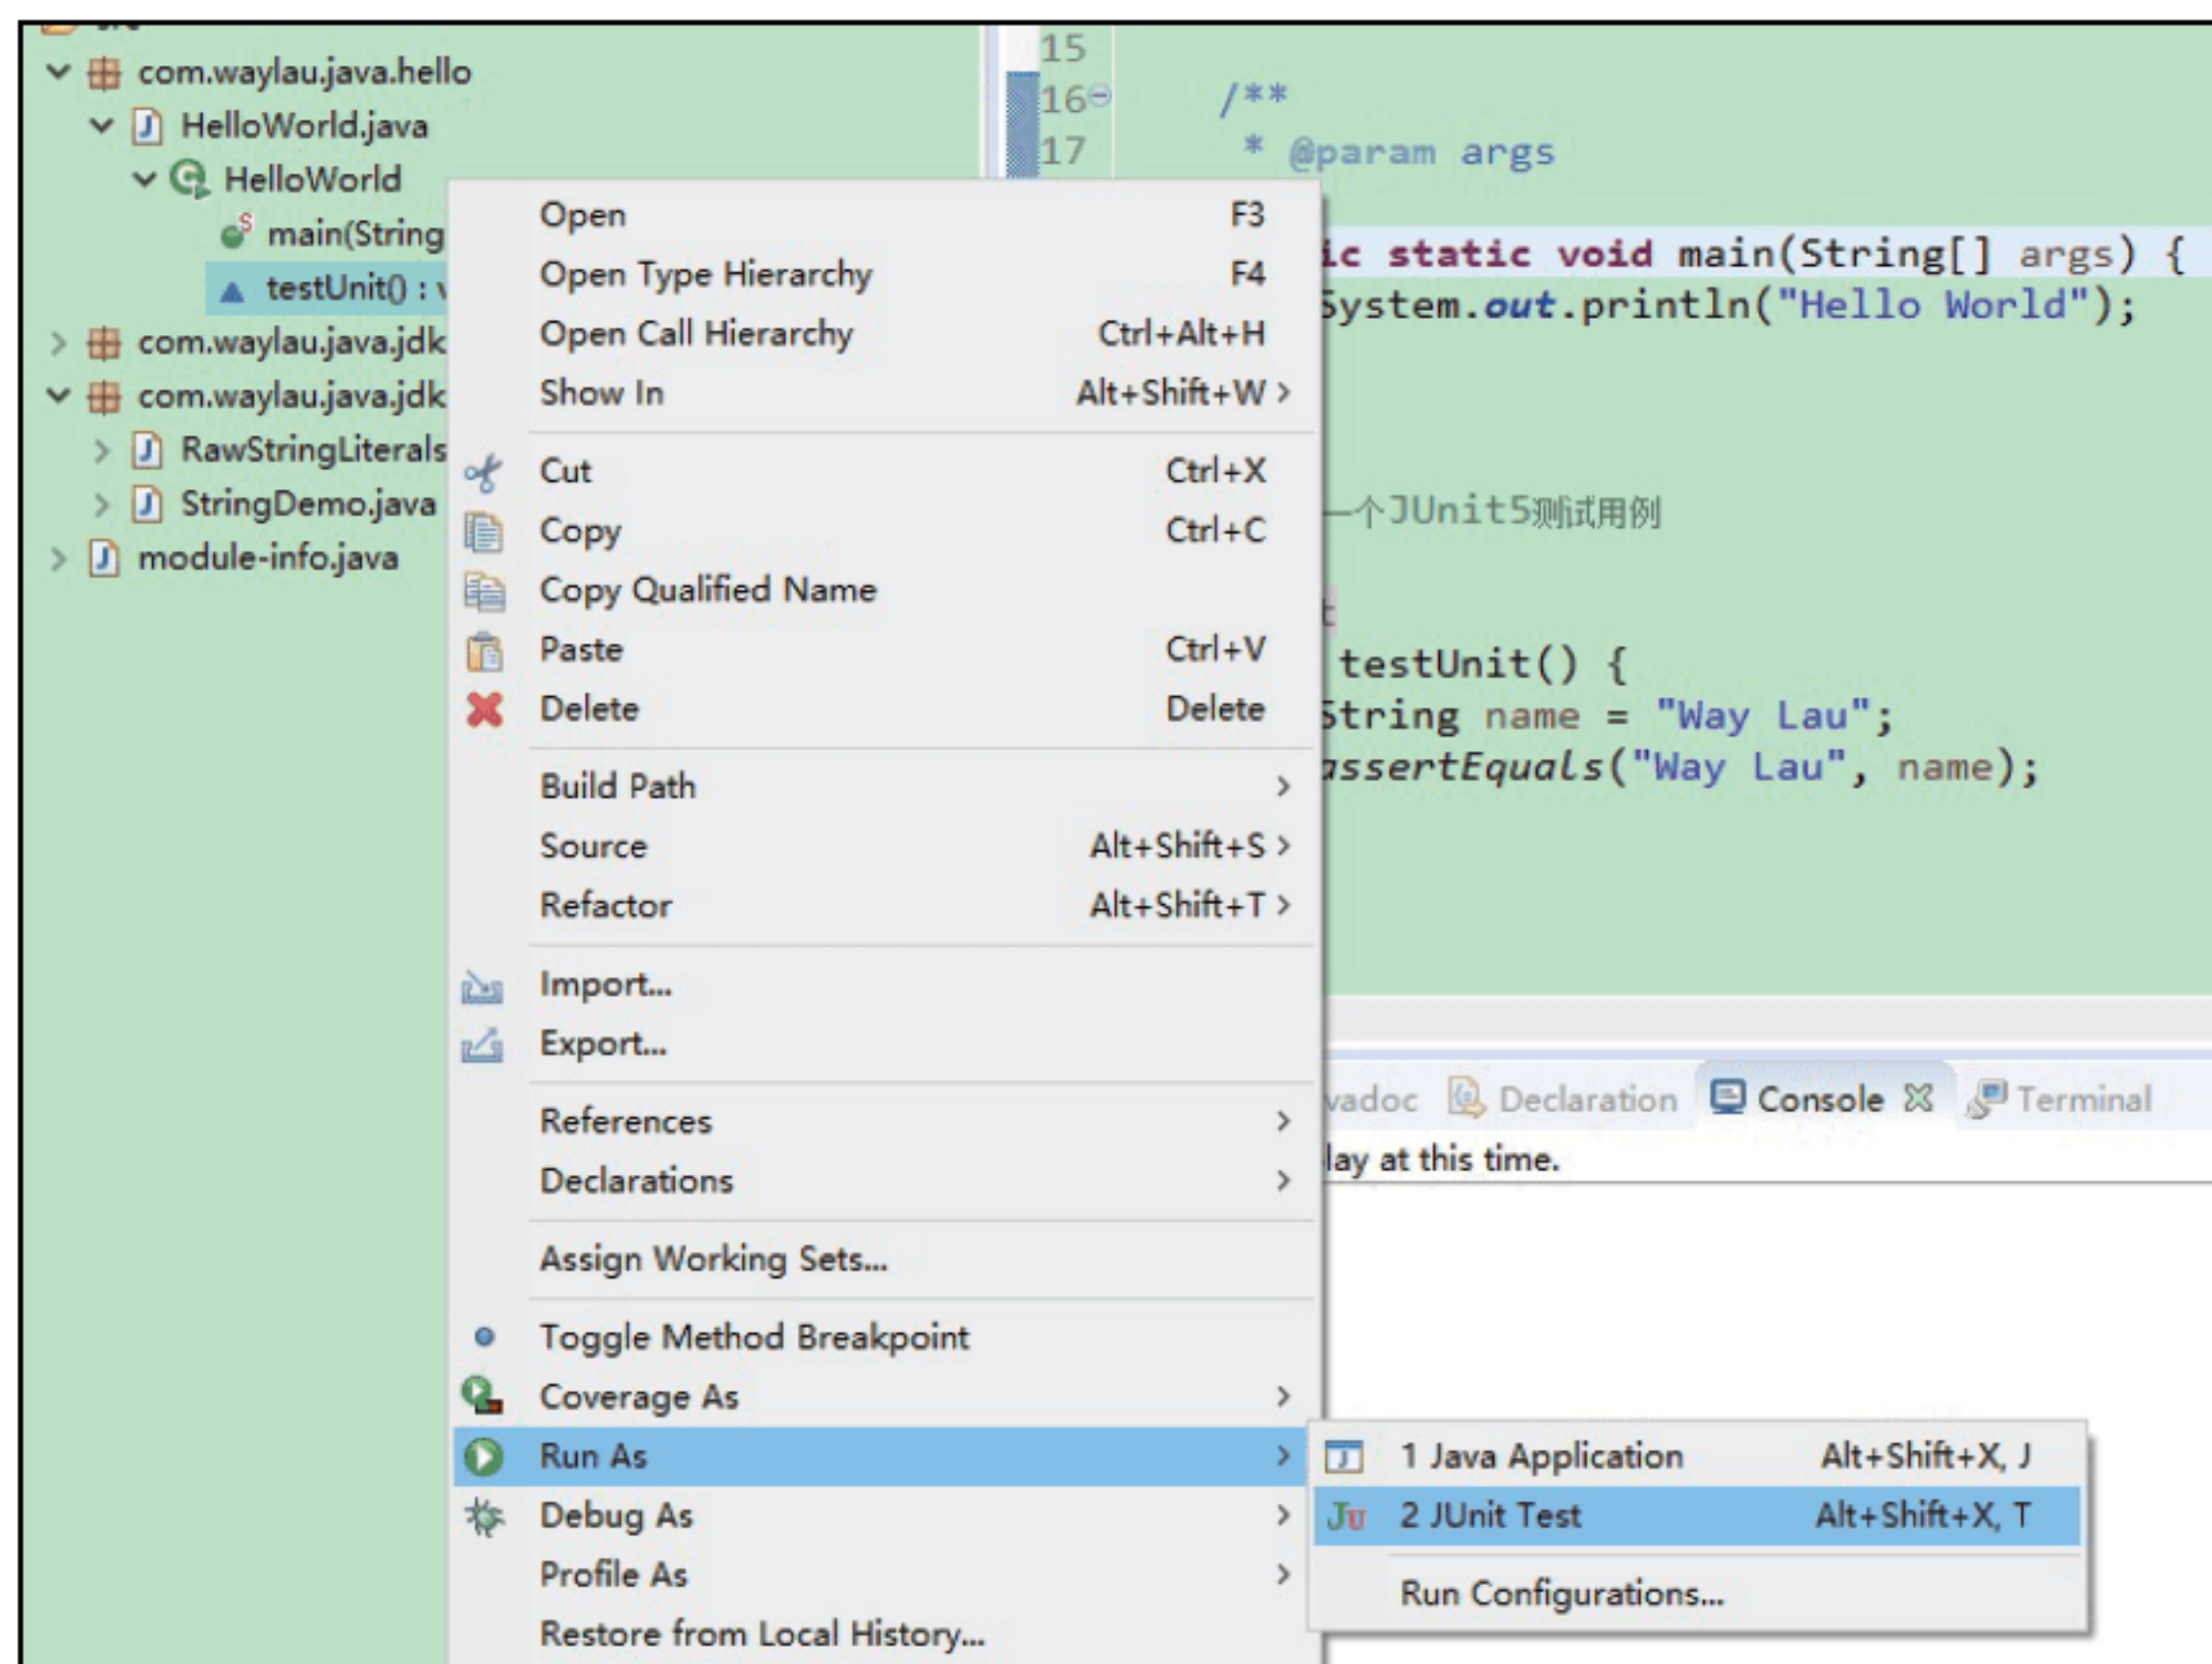 com.waylau.java.hello
HelloWorld.java
HelloWorld
main(String
testUnit() :
com.waylau.java.jdk
com.waylau.java.jdk
RawStringLiterals
StringDemo.java
module-info.java
Open F3
Open Type Hierarchy F4
Open Call Hierarchy Ctrl+Alt+H
Show In Alt+Shift+W >
Cut Ctrl+X
Copy Ctrl+C
Copy Qualified Name
Paste Ctrl+V
Delete Delete
Build Path >
Source Alt+Shift+S >
Refactor Alt+Shift+T >
Import...
Export...
References >
Declarations >
Assign Working Sets...
Toggle Method Breakpoint
Coverage As >
Run As >
Debug As >
Profile As >
Restore from Local History...
1 Java Application Alt+Shift+X, J
2 JUnit Test Alt+Shift+X, T
Run Configurations...
15
16 /**
17 * @param args
ic static void main(String[] args) {
System.out.println("Hello World");
一个JUnit5测试用例
testUnit() {
String name = "Way Lau";
assertEquals("Way Lau", name);
vadoc Declaration Console Terminal
lay at this time.